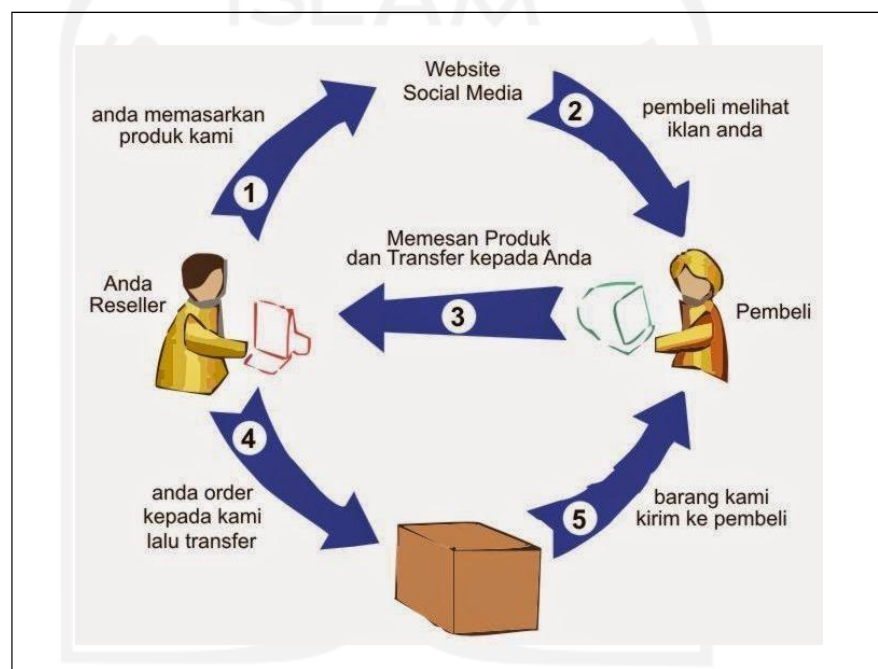 ISLAM
Website
Social Media
anda memasarkan
produk kami
1
2
pembeli melihat
iklan anda
Memesan Produk
dan Transfer kepada Anda
3
Anda
Reseller
Pembeli
4
anda order
kepada kami
lalu transfer
5
barang kami
kirim ke pembeli